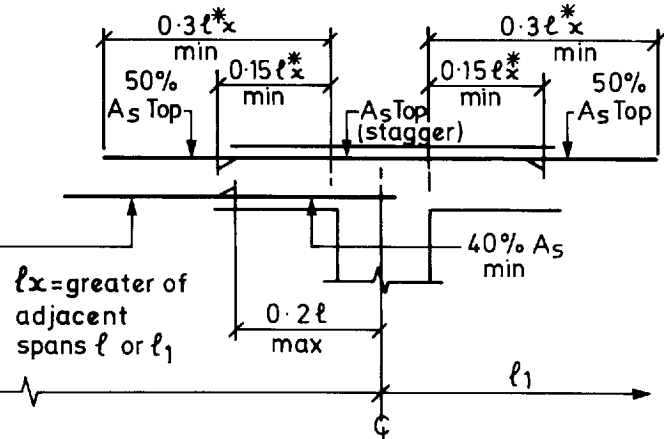 0·3ℓ*x
min
0·3ℓ*x
min
50%
As Top
0·15ℓ*x
min
As Top
(stagger)
0·15ℓ*x
min
50%
As Top
40% As
min
ℓx=greater of
adjacent
spans ℓ or ℓ1
0·2ℓ
max
ℓ1
℄